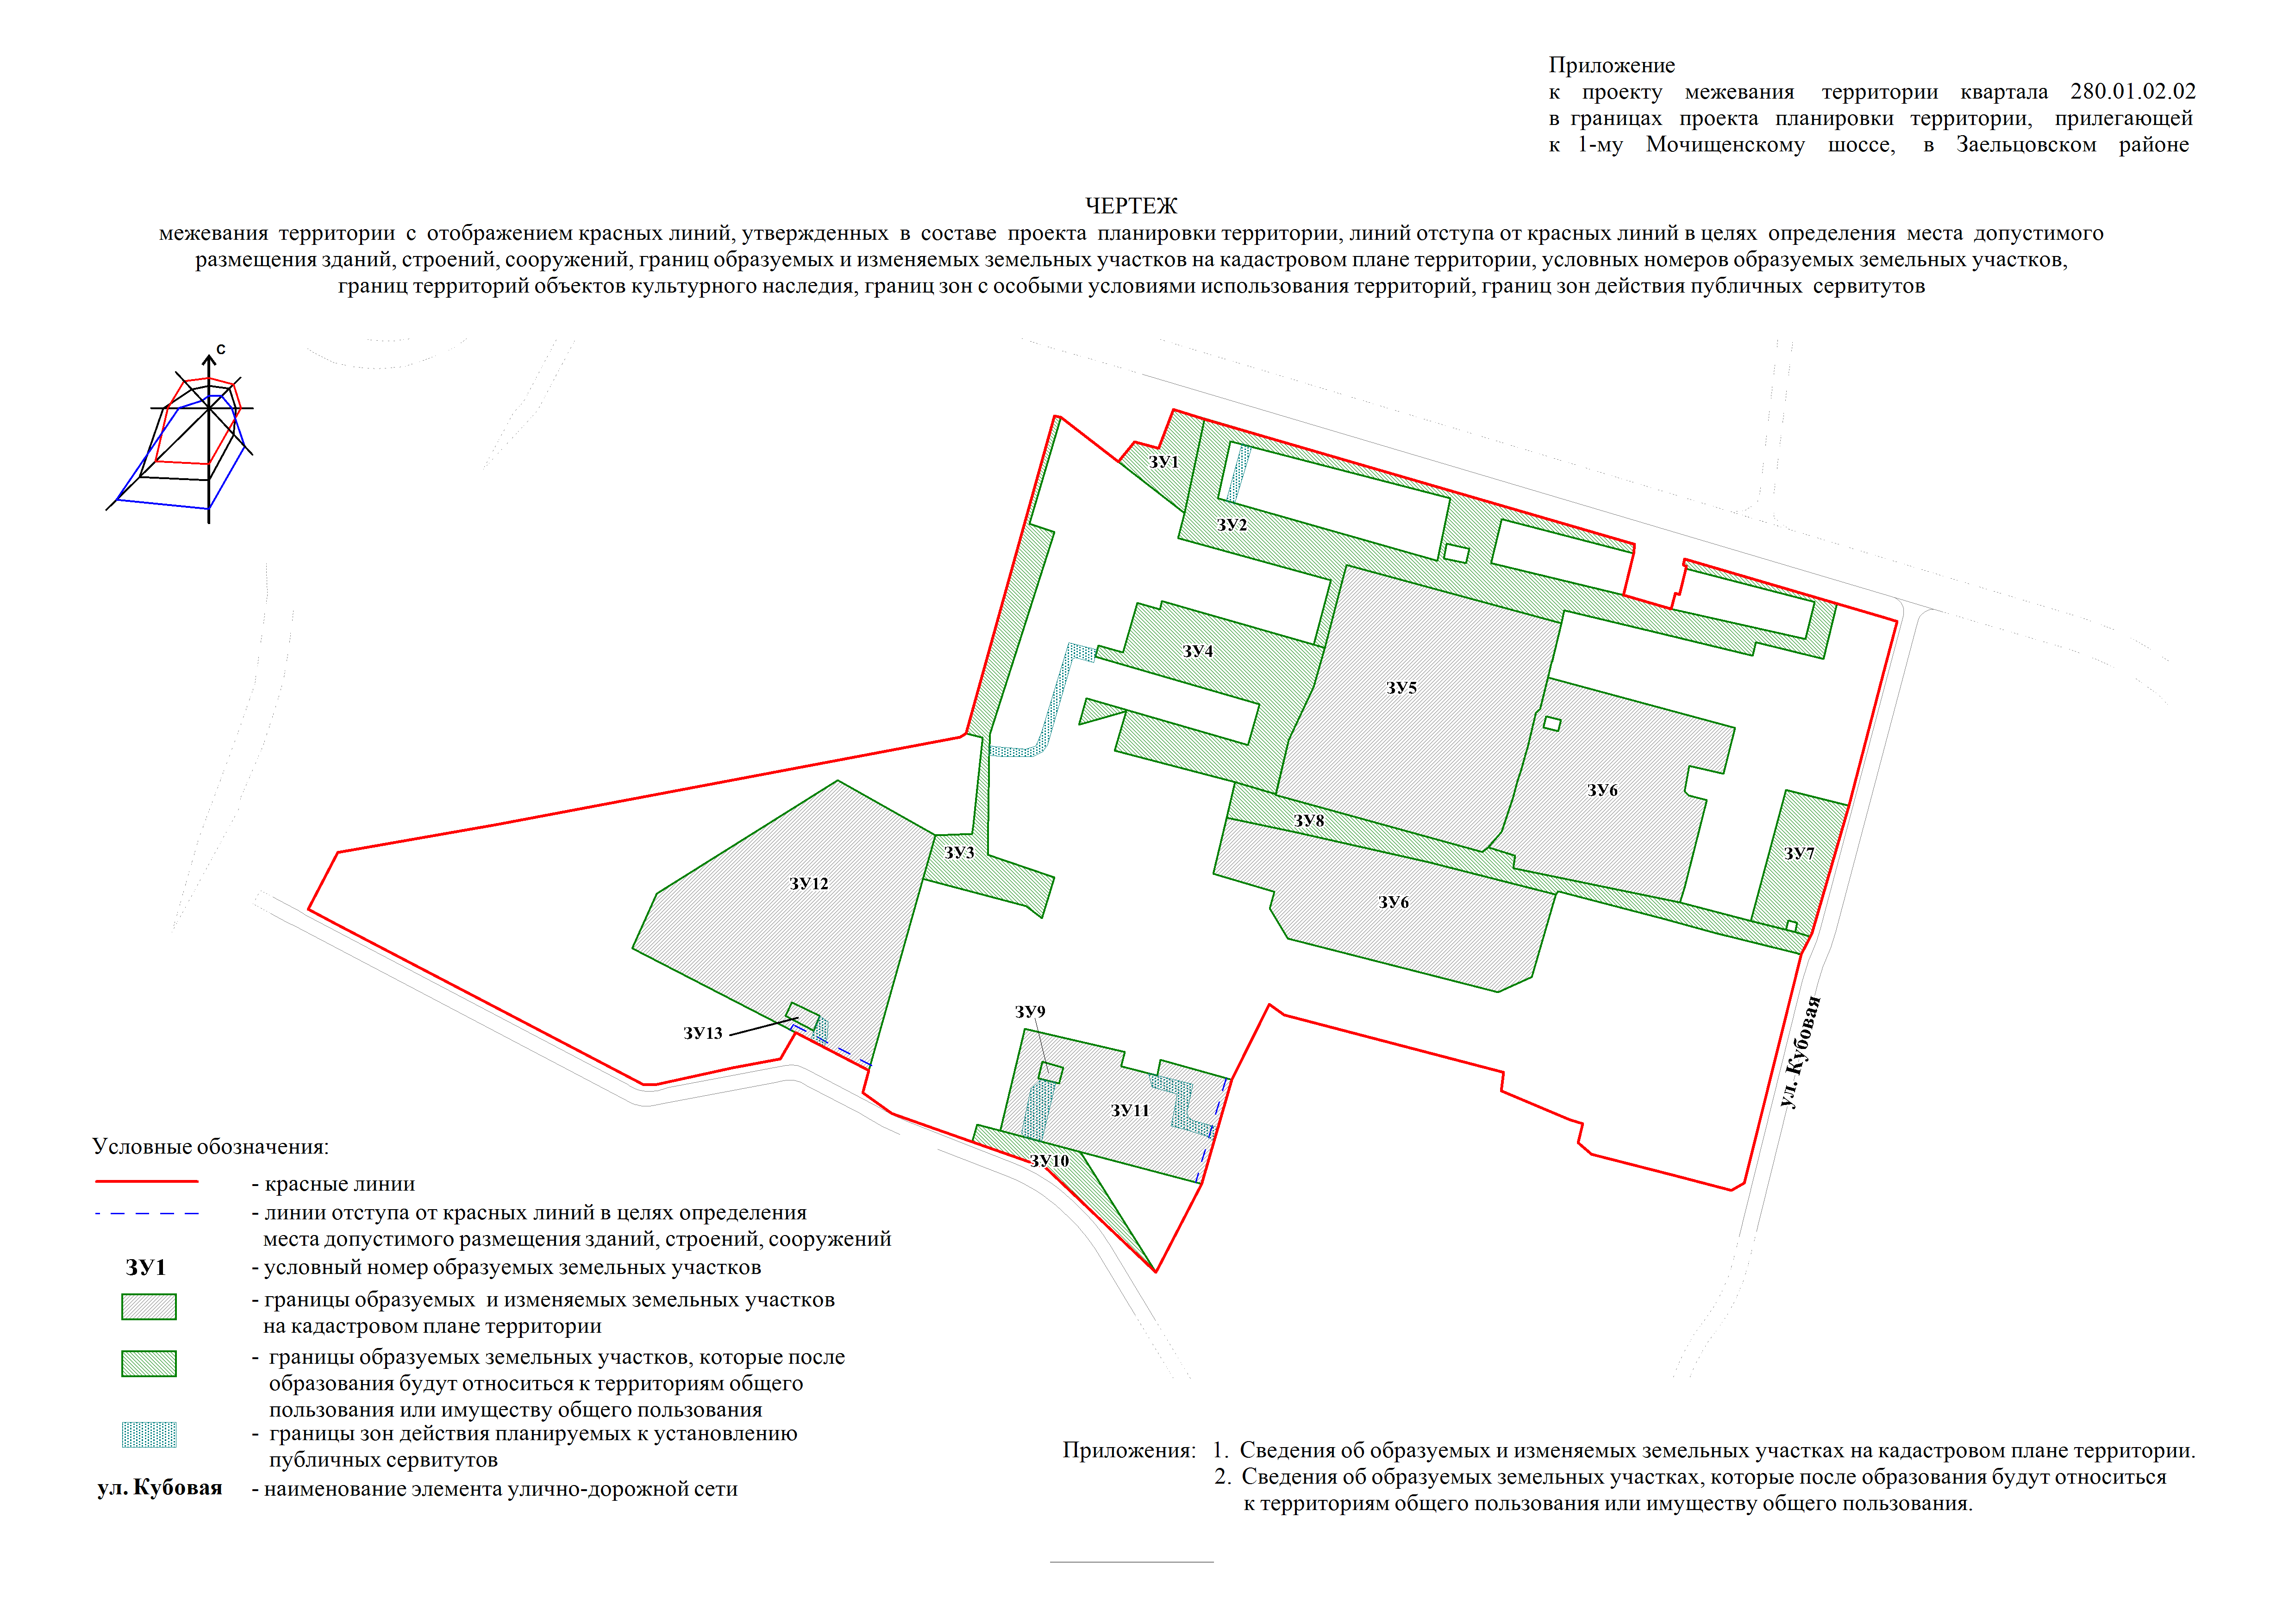 Приложение
к проекту межевания территории квартала 280.01.02.02
в границах проекта планировки территории, прилегающей
к 1-му Мочищенскому шоссе, в Заельцовском районе
ЧЕРТЕЖ
межевания территории с отображением красных линий, утвержденных в составе проекта планировки территории, линий отступа от красных линий в целях определения места допустимого
размещения зданий, строений, сооружений, границ образуемых и изменяемых земельных участков на кадастровом плане территории, условных номеров образуемых земельных участков,
границ территорий объектов культурного наследия, границ зон с особыми условиями использования территорий, границ зон действия публичных сервитутов
С
ЗУ1
ЗУ2
ЗУ4
ЗУ5
ЗУ6
ЗУ8
ЗУ3
ЗУ7
ЗУ12
ЗУ6
ЗУ9
ЗУ13
ул. Кубовая
ЗУ11
ЗУ10
Условные обозначения:
- красные линии
- линии отступа от красных линий в целях определения
места допустимого размещения зданий, строений, сооружений
ЗУ1 - условный номер образуемых земельных участков
- границы образуемых и изменяемых земельных участков
на кадастровом плане территории
- границы образуемых земельных участков, которые после
образования будут относиться к территориям общего
пользования или имуществу общего пользования
- границы зон действия планируемых к установлению
публичных сервитутов
ул. Кубовая - наименование элемента улично-дорожной сети
Приложения: 1. Сведения об образуемых и изменяемых земельных участках на кадастровом плане территории.
2. Сведения об образуемых земельных участках, которые после образования будут относиться
к территориям общего пользования или имуществу общего пользования.